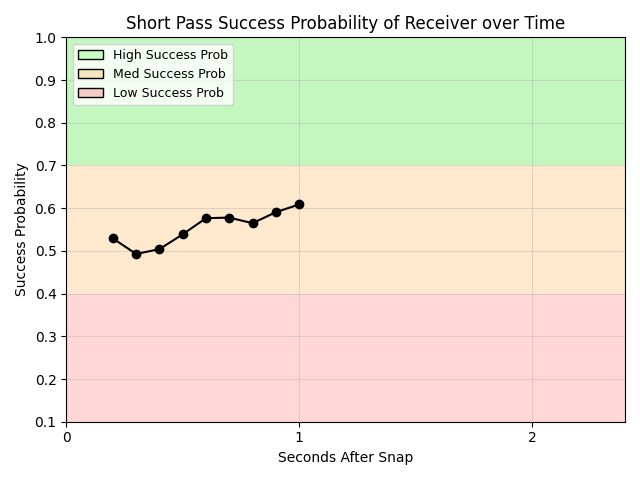 Short Pass Success Probability of Receiver over Time
High Success Prob
Med Success Prob
Low Success Prob
Success Probability
1.0
0.9
0.8
0.7
0.6
0.5
0.4
0.3
0.2
0.1
0 1 2
Seconds After Snap